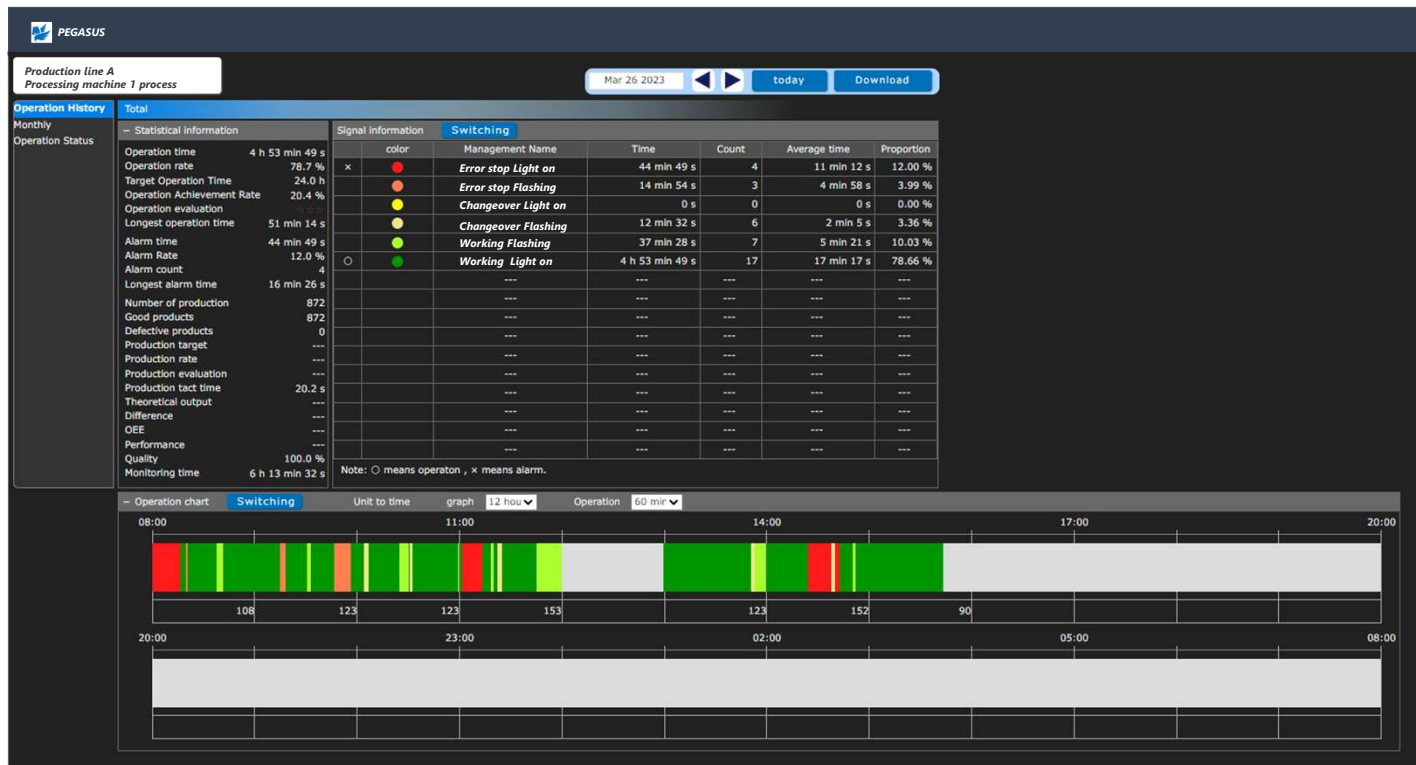 PEGASUS
Production line A
Processing machine 1 process
Mar 26 2023 today Download
Operation History
Monthly
Operation Status
Total
− Statistical information
Operation time 4 h 53 min 49 s
Operation rate 78.7 %
Target Operation Time 24.0 h
Operation Achievement Rate 20.4 %
Operation evaluation ☆☆☆
Longest operation time 51 min 14 s
Alarm time 44 min 49 s
Alarm Rate 12.0 %
Alarm count 4
Longest alarm time 16 min 26 s
Number of production 872
Good products 872
Defective products 0
Production target ---
Production rate ---
Production evaluation ---
Production tact time 20.2 s
Theoretical output ---
Difference ---
OEE ---
Performance ---
Quality 100.0 %
Monitoring time 6 h 13 min 32 s
Signal information Switching
color Management Name Time Count Average time Proportion
× Error stop Light on 44 min 49 s 4 11 min 12 s 12.00 %
Error stop Flashing 14 min 54 s 3 4 min 58 s 3.99 %
Changeover Light on 0 s 0 0 s 0.00 %
Changeover Flashing 12 min 32 s 6 2 min 5 s 3.36 %
Working Flashing 37 min 28 s 7 5 min 21 s 10.03 %
○ Working Light on 4 h 53 min 49 s 17 17 min 17 s 78.66 %
--- --- --- --- ---
--- --- --- --- ---
--- --- --- --- ---
--- --- --- --- ---
--- --- --- --- ---
--- --- --- --- ---
--- --- --- --- ---
--- --- --- --- ---
--- --- --- --- ---
--- --- --- --- ---
Note: ○ means operaton , × means alarm.
− Operation chart Switching Unit to time graph 12 hou Operation 60 mir
08:00 11:00 14:00 17:00 20:00
108 123 123 153 123 152 90
20:00 23:00 02:00 05:00 08:00